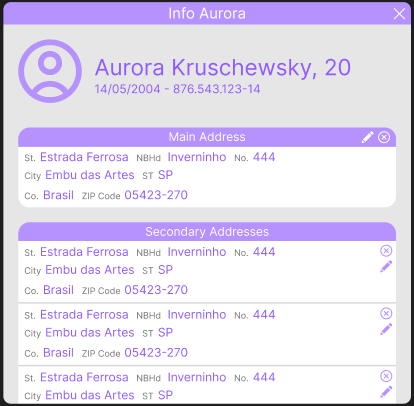 Info Aurora
Aurora Kruschewsky, 20
14/05/2004 - 876.543.123-14
Main Address
St. Estrada Ferrosa NBHd Inverninho No. 444
City Embu das Artes ST SP
Co. Brasil ZIP Code 05423-270
Secondary Addresses
St. Estrada Ferrosa NBHd Inverninho No. 444
City Embu das Artes ST SP
Co. Brasil ZIP Code 05423-270
St. Estrada Ferrosa NBHd Inverninho No. 444
City Embu das Artes ST SP
Co. Brasil ZIP Code 05423-270
St. Estrada Ferrosa NBHd Inverninho No. 444
City Embu das Artes ST SP